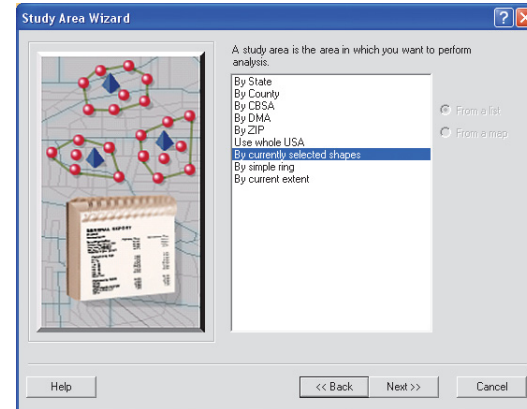 Study Area Wizard
A study area is the area in which you want to perform
analysis.
By State
By County
By CBSA
By DMA
By ZIP
Use whole USA
By currently selected shapes
By simple ring
By current extent
From a list
From a map
Help
<< Back
Next >>
Cancel